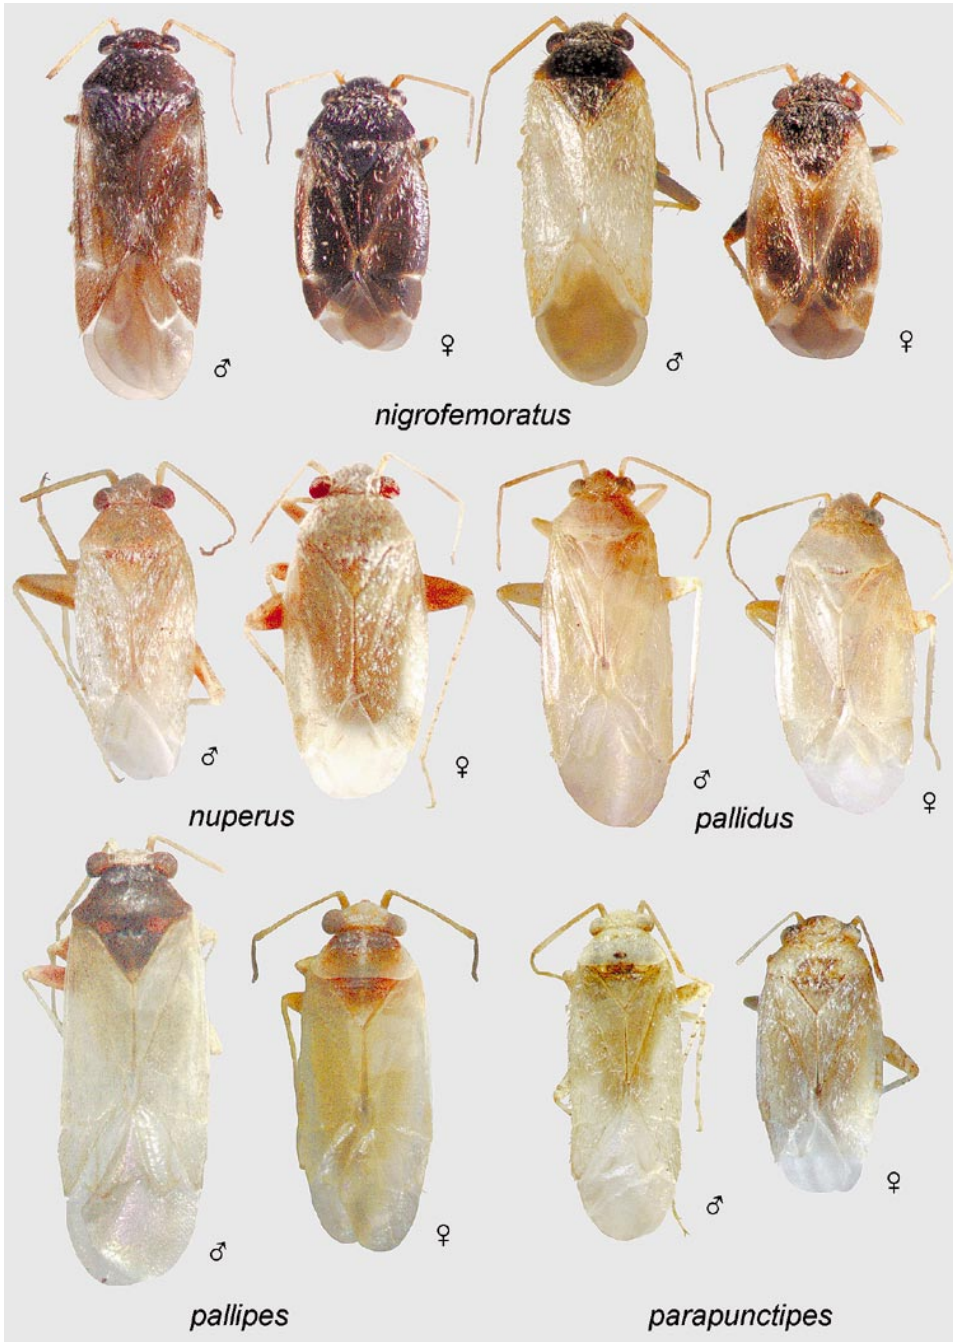 ♂ ♀ ♂ ♀
nigrofemoratus
♂ ♀ ♂ ♀
nuperus pallidus
♂ ♀ ♂ ♀
pallipes parapunctipes